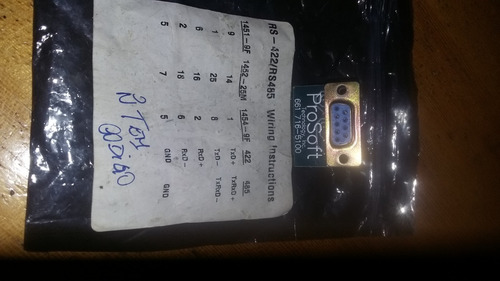 RS-422/RS485 Wiring Instructions
1451-9F 1452-25M 1454-9F 422 485
9 14 1 TxD+ TxRxD+
1 25 8 TxD- TxRxD-
6 16 2 RxD+
2 6 RxD-
5 7 5 GND GND
ProSoft
Technology, Inc.
661 716-5100